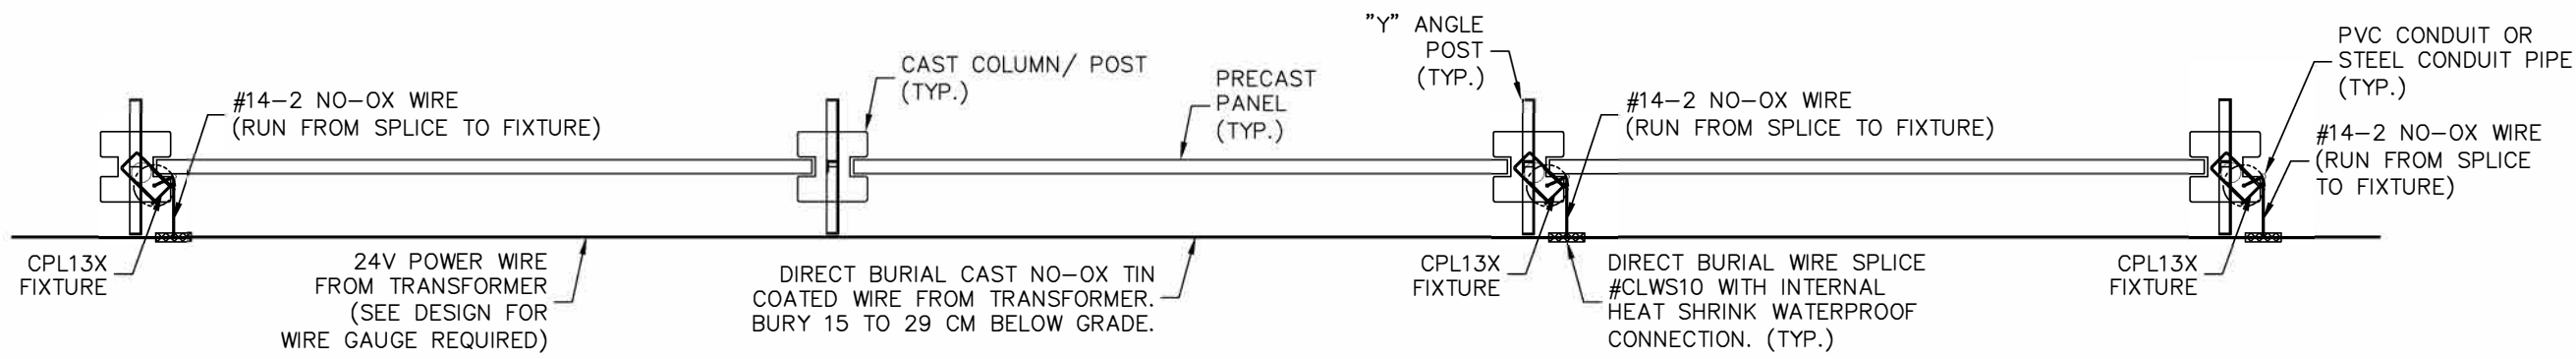 "Y" ANGLE
POST
(TYP.)
PVC CONDUIT OR
STEEL CONDUIT PIPE
(TYP.)
CAST COLUMN/ POST
(TYP.)
PRECAST
PANEL
(TYP.)
#14-2 NO-OX WIRE
(RUN FROM SPLICE TO FIXTURE)
#14-2 NO-OX WIRE
(RUN FROM SPLICE TO FIXTURE)
#14-2 NO-OX WIRE
(RUN FROM SPLICE
TO FIXTURE)
CPL13X
FIXTURE
24V POWER WIRE
FROM TRANSFORMER
(SEE DESIGN FOR
WIRE GAUGE REQUIRED)
DIRECT BURIAL CAST NO-OX TIN
COATED WIRE FROM TRANSFORMER.
BURY 15 TO 29 CM BELOW GRADE.
CPL13X
FIXTURE
DIRECT BURIAL WIRE SPLICE
#CLWS10 WITH INTERNAL
HEAT SHRINK WATERPROOF
CONNECTION. (TYP.)
CPL13X
FIXTURE